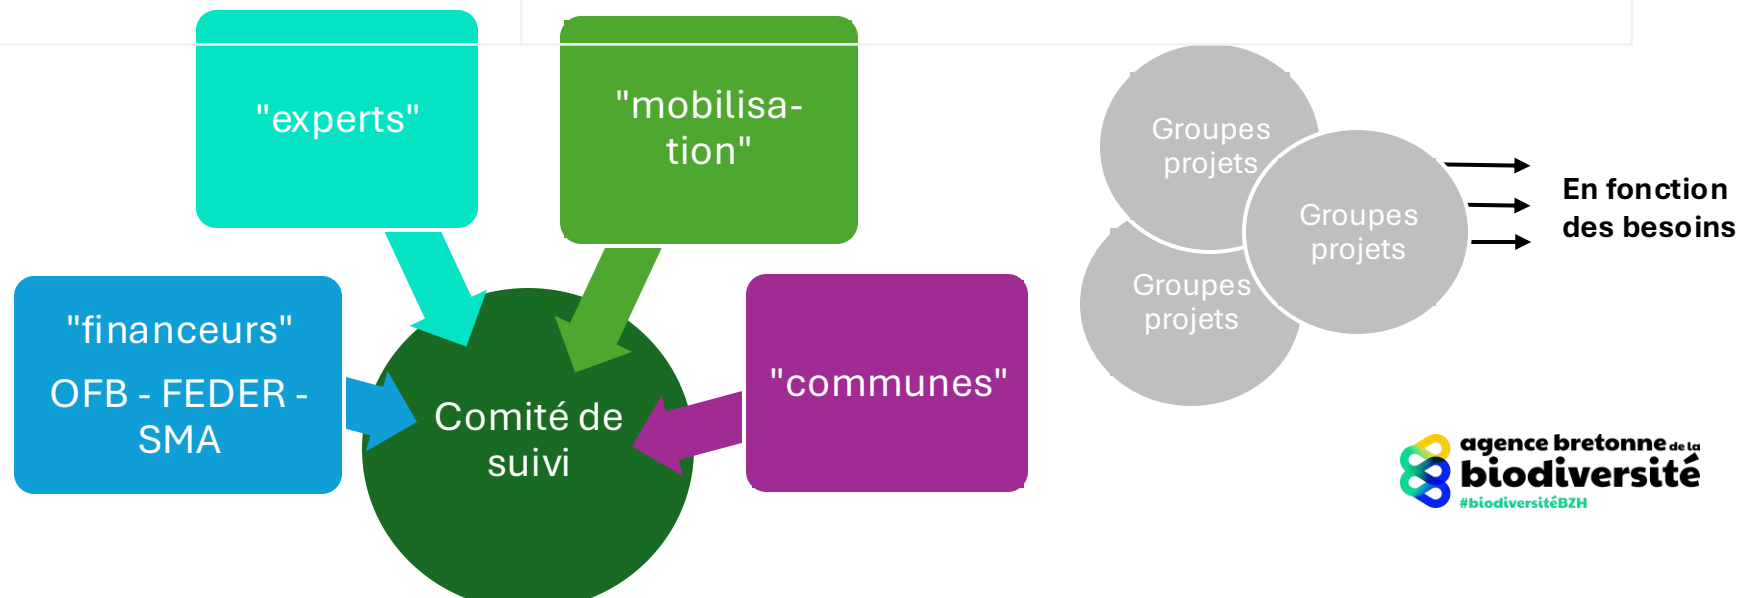 "experts"
"mobilisa-
tion"
"financeurs"
OFB - FEDER -
SMA
Comité de
suivi
"communes"
Groupes
projets
Groupes
projets
Groupes
projets
En fonction
des besoins
agence bretonne de la
biodiversité
#biodiversitéBZH